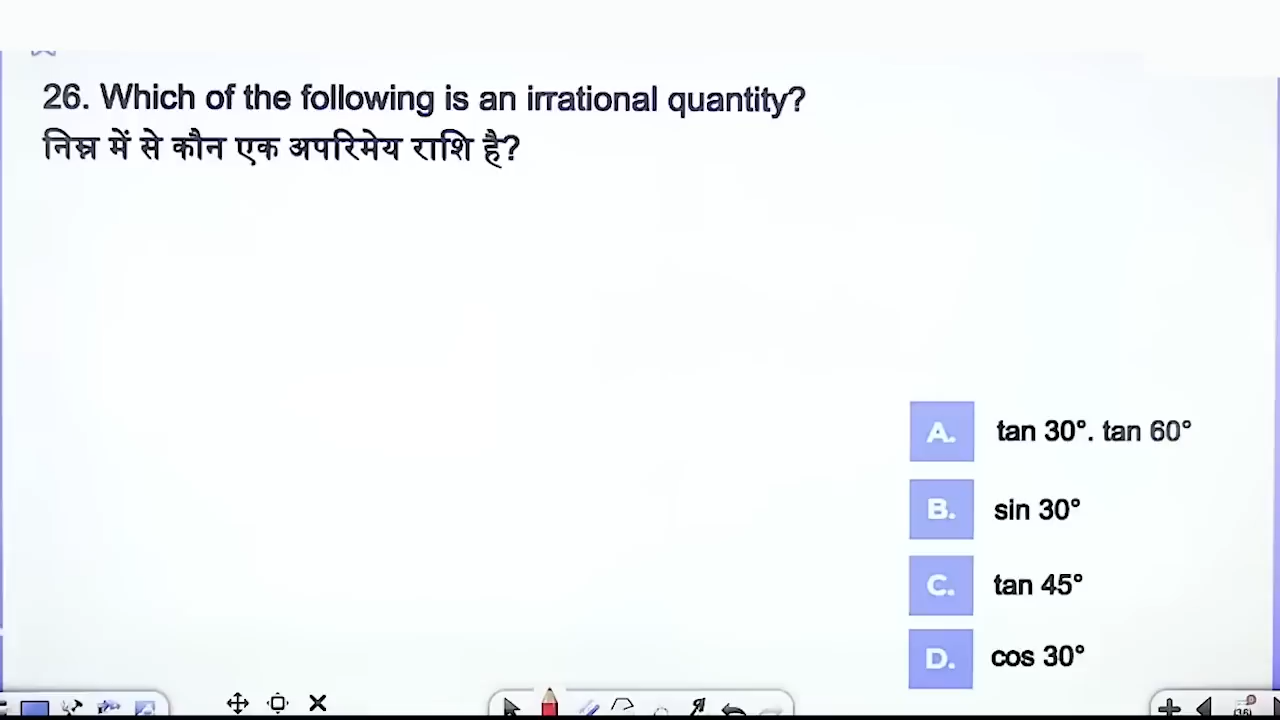 26. Which of the following is an irrational quantity?
निम्न में से कौन एक अपरिमेय राशि है?
A. tan 30°. tan 60°
B. sin 30°
C. tan 45°
D. cos 30°